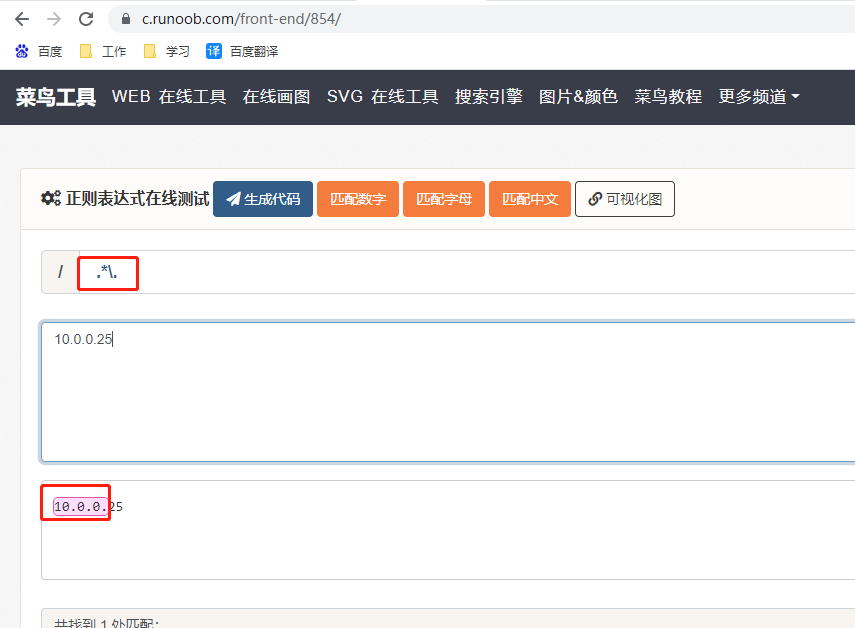 c.runoob.com/front-end/854/
百度 工作 学习 译 百度翻译
菜鸟工具 WEB 在线工具 在线画图 SVG 在线工具 搜索引擎 图片&颜色 菜鸟教程 更多频道
正则表达式在线测试 生成代码 匹配数字 匹配字母 匹配中文 可视化图
/ .*\.
10.0.0.25
10.0.0.25
共找到 1 处匹配: